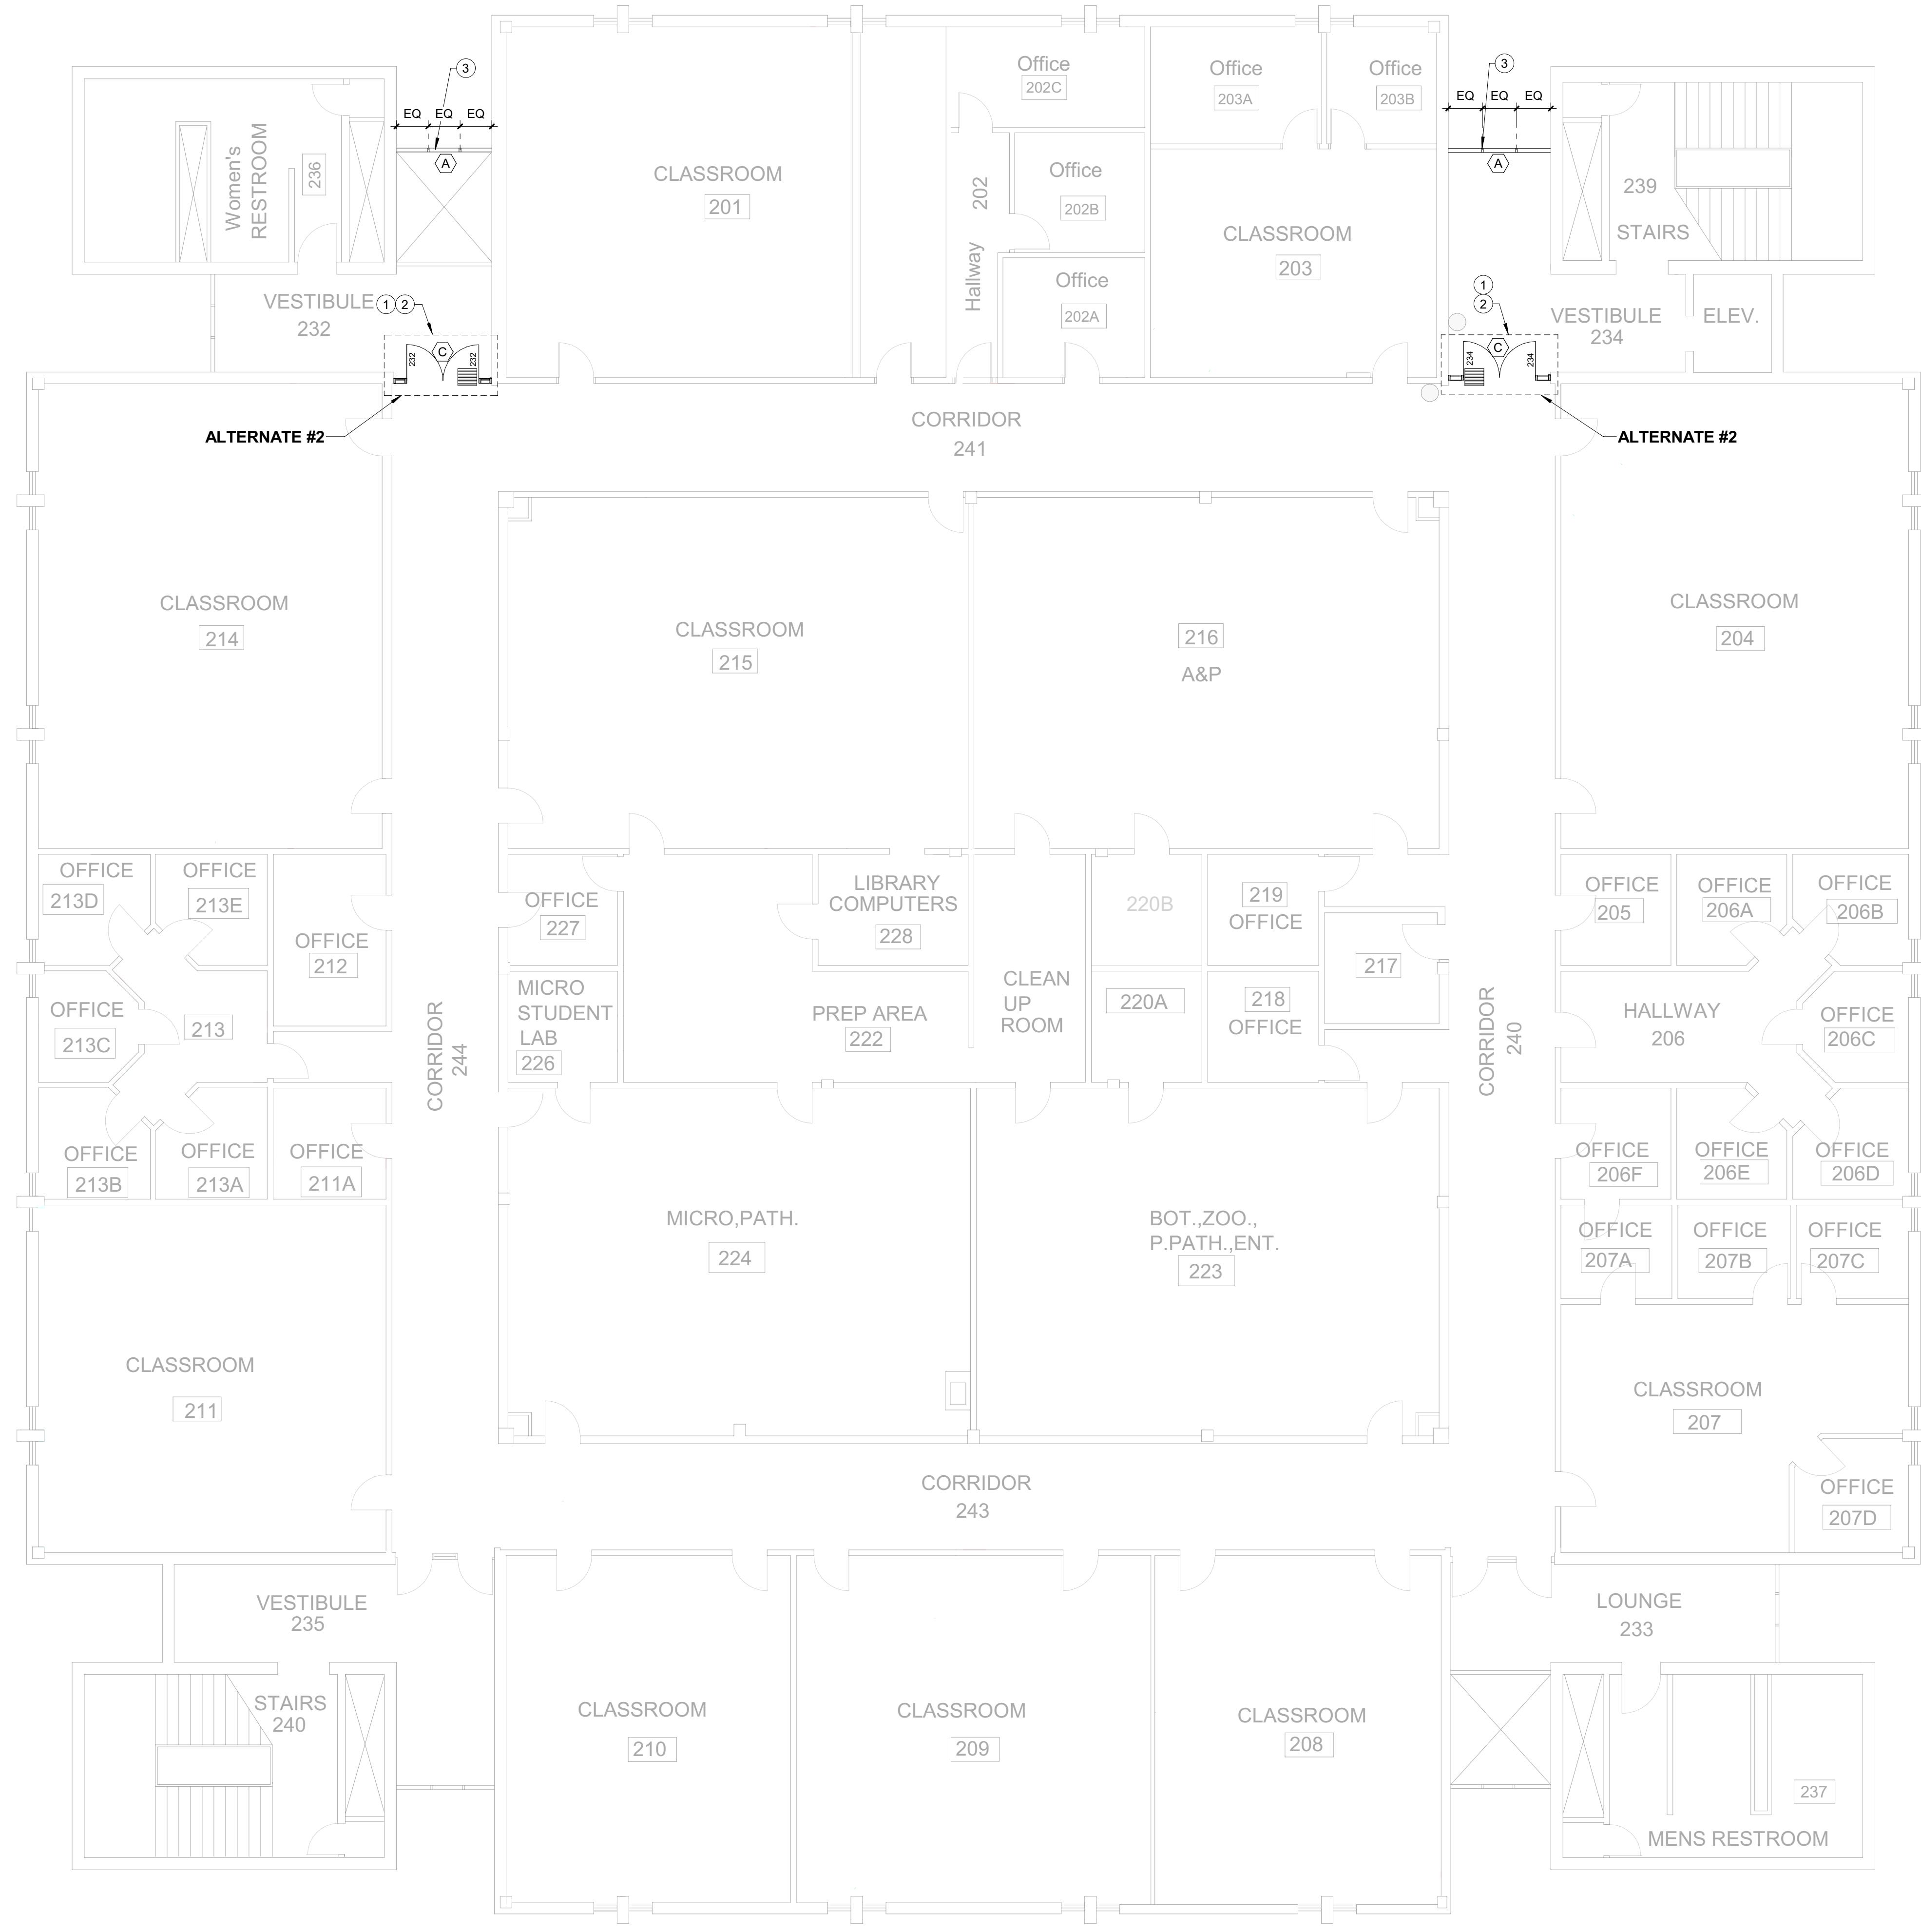 3
EQ EQ EQ
A
Women's
RESTROOM
236
CLASSROOM
201
Office
202C
Office
203A
Office
203B
3
EQ EQ EQ
A
Hallway 202
Office
202B
Office
202A
CLASSROOM
203
239
STAIRS
VESTIBULE
232
1 2
C
232
232
ALTERNATE #2
1
2
C
234
234
VESTIBULE
234
ELEV.
ALTERNATE #2
CORRIDOR
241
CLASSROOM
214
CLASSROOM
215
216
A&P
CLASSROOM
204
OFFICE
213D
OFFICE
213E
OFFICE
212
OFFICE
213C
213
OFFICE
213B
OFFICE
213A
OFFICE
211A
CORRIDOR
244
OFFICE
227
MICRO
STUDENT
LAB
226
LIBRARY
COMPUTERS
228
PREP AREA
222
CLEAN
UP
ROOM
220B
220A
219
OFFICE
218
OFFICE
217
CORRIDOR
240
OFFICE
205
OFFICE
206A
OFFICE
206B
HALLWAY
206
OFFICE
206C
OFFICE
206F
OFFICE
206E
OFFICE
206D
OFFICE
207A
OFFICE
207B
OFFICE
207C
MICRO,PATH.
224
BOT.,ZOO.,
P.PATH.,ENT.
223
CLASSROOM
211
CLASSROOM
207
OFFICE
207D
CORRIDOR
243
VESTIBULE
235
LOUNGE
233
STAIRS
240
CLASSROOM
210
CLASSROOM
209
CLASSROOM
208
237
MENS RESTROOM